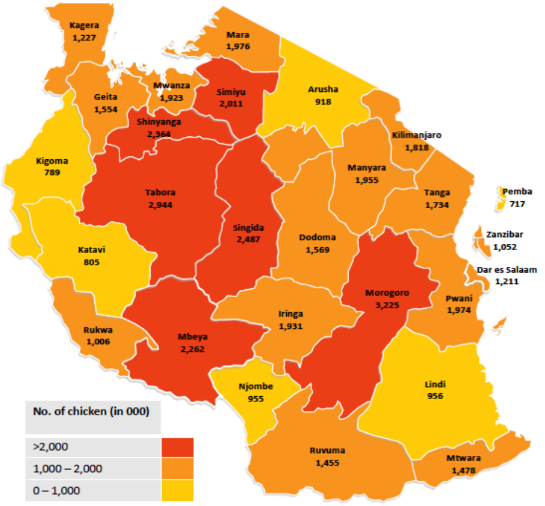 Kagera
1,227
Mara
1,976
Mwanza
1,923
Simiyu
2,011
Arusha
918
Geita
1,554
Shinyanga
2,364
Kilimanjaro
1,818
Kigoma
789
Manyara
1,955
Tabora
2,944
Tanga
1,734
Pemba
717
Singida
2,487
Dodoma
1,569
Zanzibar
1,052
Katavi
805
Dar es Salaam
1,211
Morogoro
3,225
Pwani
1,974
Rukwa
1,006
Iringa
1,931
Mbeya
2,262
Njombe
955
Lindi
956
No. of chicken (in 000)
>2,000
1,000 – 2,000
0 – 1,000
Ruvuma
1,455
Mtwara
1,478